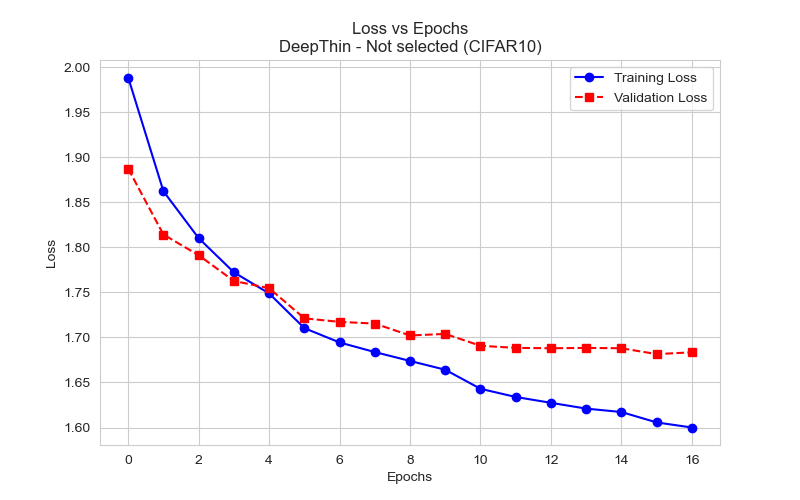 Loss vs Epochs
DeepThin - Not selected (CIFAR10)
Training Loss
Validation Loss
Loss
2.00
1.95
1.90
1.85
1.80
1.75
1.70
1.65
1.60
0 2 4 6 8 10 12 14 16
Epochs